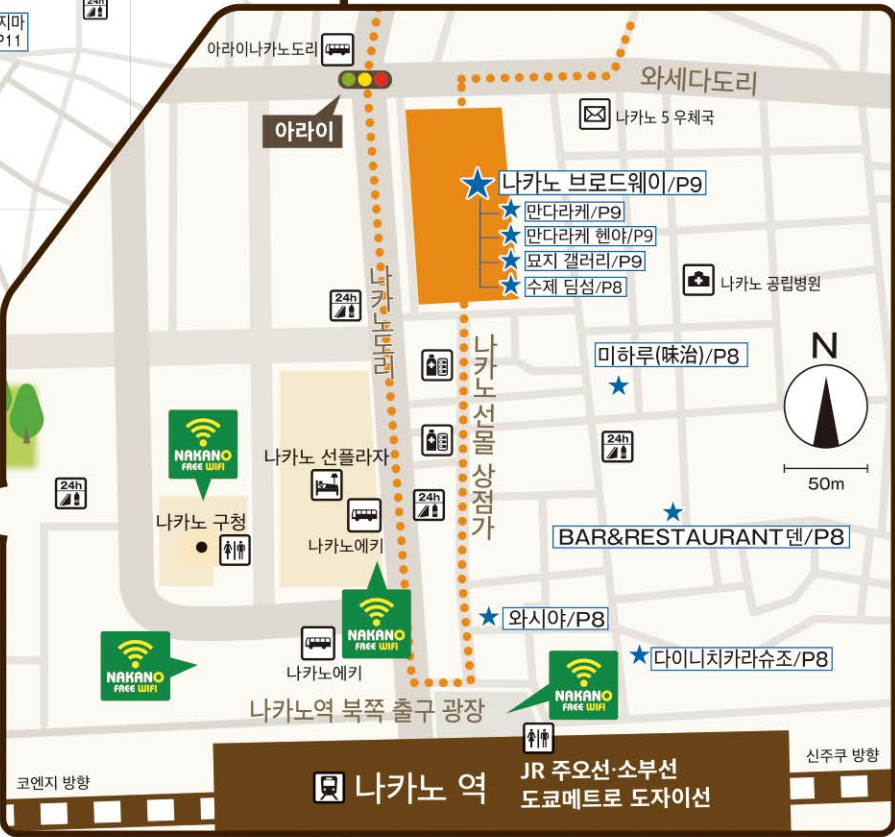 24h
지마
P11
아라이나카노도리
와세다도리
아라이
나카노 5 우체국
나카노 브로드웨이/P9
만다라케/P9
만다라케 헨야/P9
묘지 갤러리/P9
수제 딤섬/P8
나카노 공립병원
24h
나카노도리
나카노 선몰 상점가
미하루(味治)/P8
N
50m
NAKANO
FREE WIFI
나카노 선플라자
24h
24h
24h
나카노 구청
나카노에키
BAR&RESTAURANT덴/P8
NAKANO
FREE WIFI
와시야/P8
NAKANO
FREE WIFI
나카노에키
다이니치카라슈조/P8
NAKANO
FREE WIFI
나카노역 북쪽 출구 광장
코엔지 방향
나카노 역
JR 주오선·소부선
도쿄메트로 도자이선
신주쿠 방향